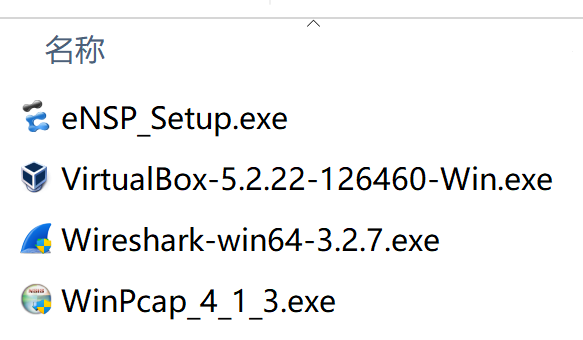 名称
eNSP_Setup.exe
VirtualBox-5.2.22-126460-Win.exe
Wireshark-win64-3.2.7.exe
WinPcap_4_1_3.exe